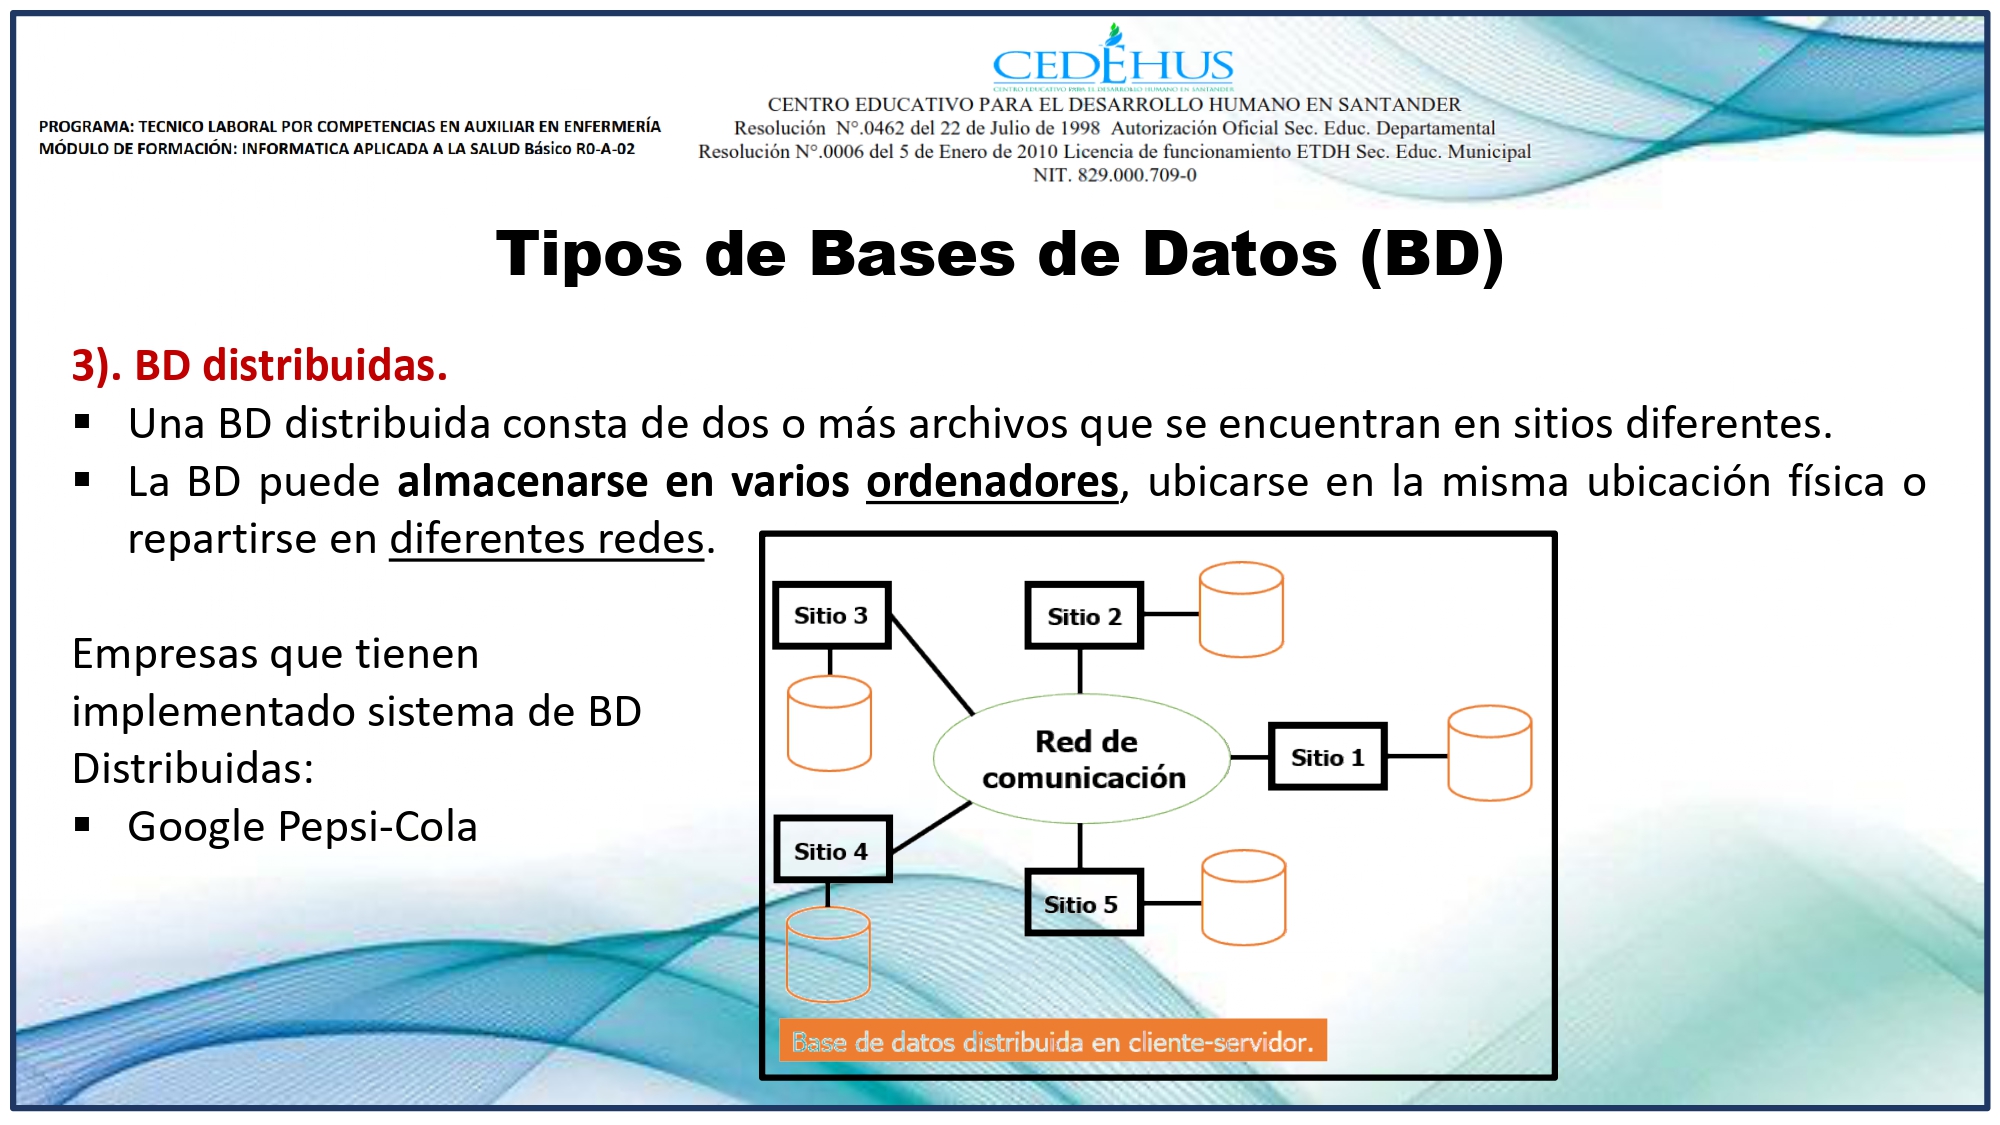 CEDEHUS
CENTRO EDUCATIVO PARA EL DESARROLLO HUMANO EN SANTANDER
CENTRO EDUCATIVO PARA EL DESARROLLO HUMANO EN SANTANDER
Resolución N°.0462 del 22 de Julio de 1998 Autorización Oficial Sec. Educ. Departamental
Resolución N°.0006 del 5 de Enero de 2010 Licencia de funcionamiento ETDH Sec. Educ. Municipal
NIT. 829.000.709-0
PROGRAMA: TECNICO LABORAL POR COMPETENCIAS EN AUXILIAR EN ENFERMERÍA
MÓDULO DE FORMACIÓN: INFORMATICA APLICADA A LA SALUD Básico R0-A-02
Tipos de Bases de Datos (BD)
3). BD distribuidas.
▪ Una BD distribuida consta de dos o más archivos que se encuentran en sitios diferentes.
▪ La BD puede almacenarse en varios ordenadores, ubicarse en la misma ubicación física o
repartirse en diferentes redes.
Empresas que tienen
implementado sistema de BD
Distribuidas:
▪ Google Pepsi-Cola
Sitio 3
Sitio 2
Red de
comunicación
Sitio 1
Sitio 4
Sitio 5
Base de datos distribuida en cliente-servidor.